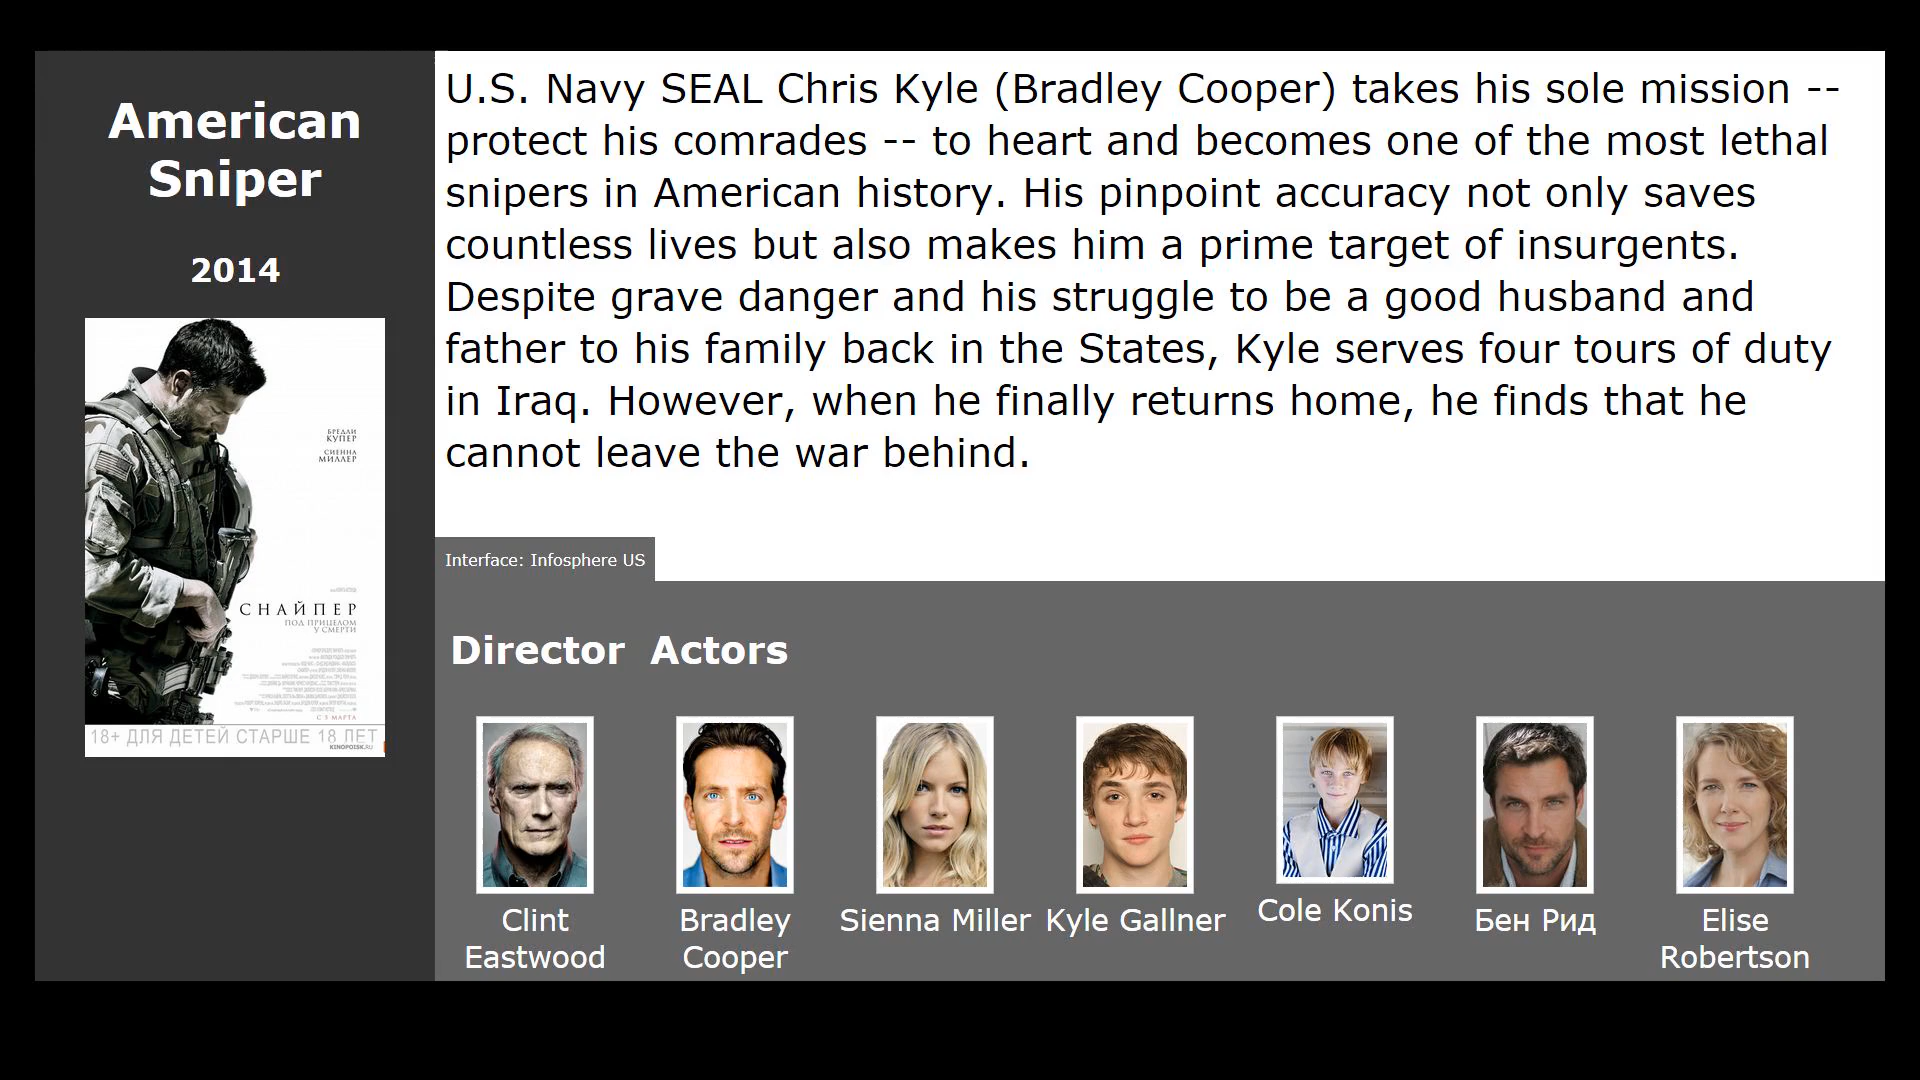 American
Sniper
2014
БРЕДЛИ
КУПЕР
СИЕННА
МИЛЛЕР
СНАЙПЕР
ПОД ПРИЦЕЛОМ
У СМЕРТИ
С 5 МАРТА
18+ ДЛЯ ДЕТЕЙ СТАРШЕ 18 ЛЕТ
KINOPOISK.RU
U.S. Navy SEAL Chris Kyle (Bradley Cooper) takes his sole mission --
protect his comrades -- to heart and becomes one of the most lethal
snipers in American history. His pinpoint accuracy not only saves
countless lives but also makes him a prime target of insurgents.
Despite grave danger and his struggle to be a good husband and
father to his family back in the States, Kyle serves four tours of duty
in Iraq. However, when he finally returns home, he finds that he
cannot leave the war behind.
Interface: Infosphere US
Director Actors
Clint
Eastwood
Bradley
Cooper
Sienna Miller
Kyle Gallner
Cole Konis
Бен Рид
Elise
Robertson